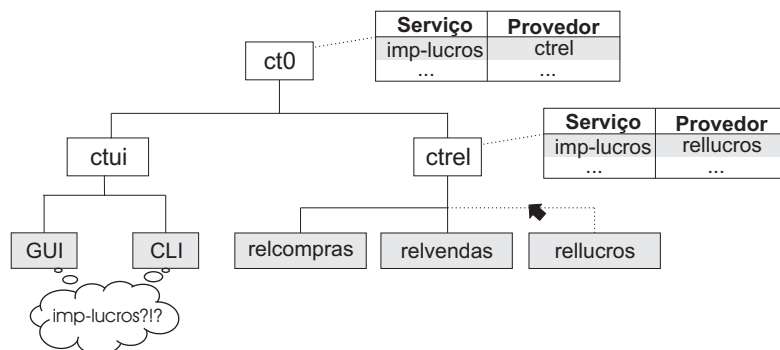 Serviço Provedor
imp-lucros ctrel
... ...
ct0
Serviço Provedor
imp-lucros rellucros
... ...
ctui ctrel
GUI CLI relcompras relvendas rellucros
imp-lucros?!?